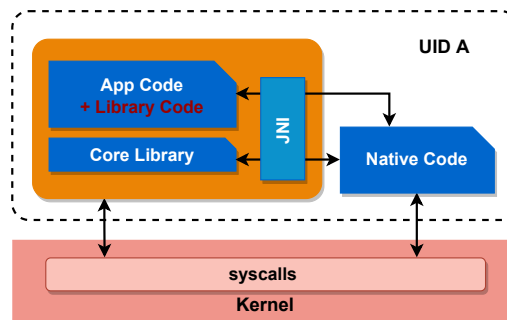 UID A
App Code
+ Library Code
JNI
Core Library
Native Code
syscalls
Kernel